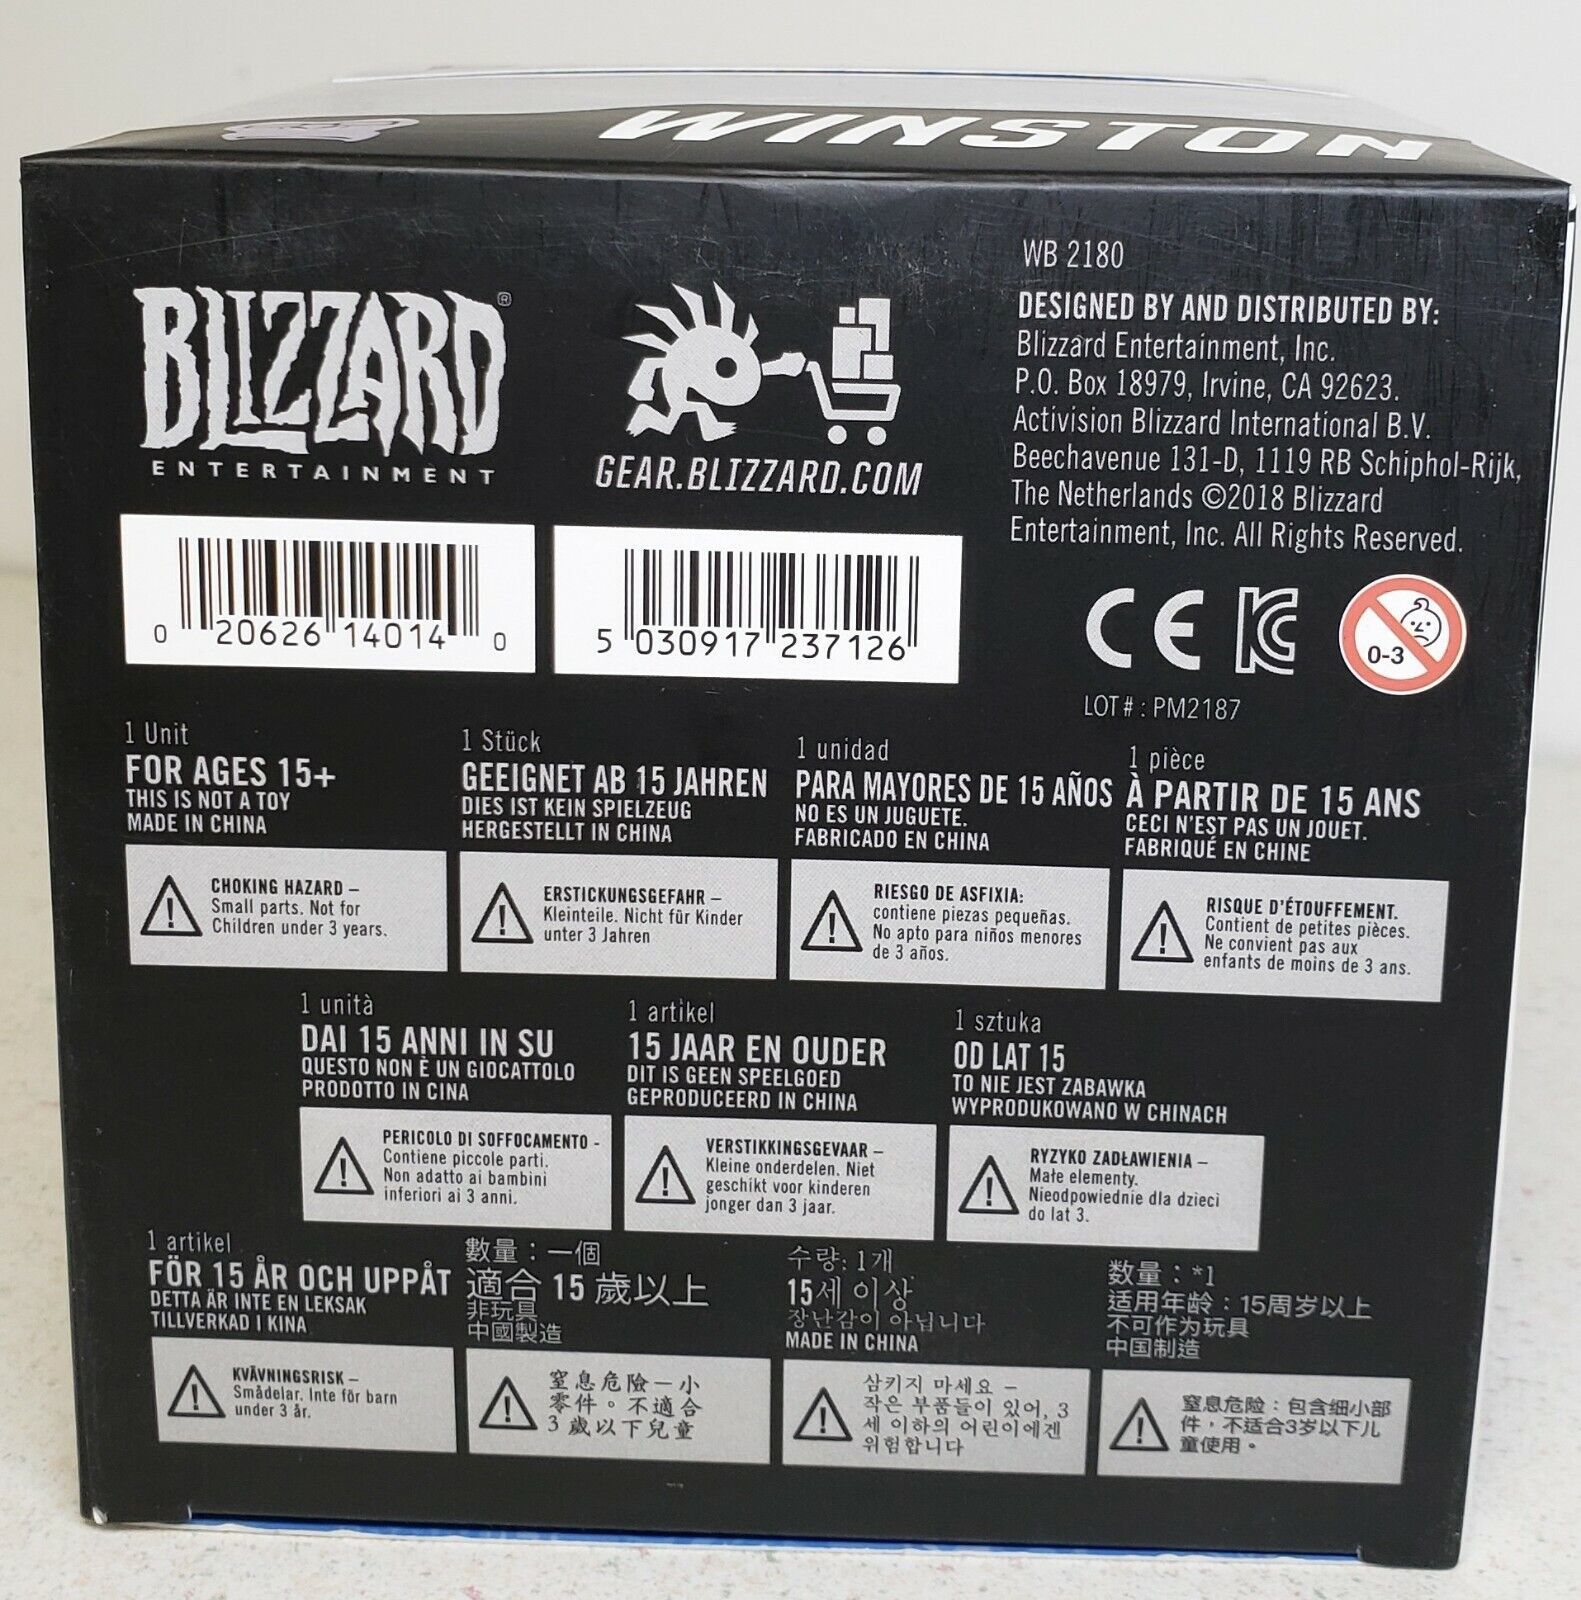 WINSTON
BLIZZARD®
ENTERTAINMENT
GEAR.BLIZZARD.COM
WB 2180
DESIGNED BY AND DISTRIBUTED BY:
Blizzard Entertainment, Inc.
P.O. Box 18979, Irvine, CA 92623.
Activision Blizzard International B.V.
Beechavenue 131-D, 1119 RB Schiphol-Rijk,
The Netherlands ©2018 Blizzard
Entertainment, Inc. All Rights Reserved.
0 20626 14014 0
5 030917 237126
CE
0-3
LOT # : PM2187
1 Unit
FOR AGES 15+
THIS IS NOT A TOY
MADE IN CHINA
CHOKING HAZARD –
Small parts. Not for
Children under 3 years.
1 Stück
GEEIGNET AB 15 JAHREN
DIES IST KEIN SPIELZEUG
HERGESTELLT IN CHINA
ERSTICKUNGSGEFAHR –
Kleinteile. Nicht für Kinder
unter 3 Jahren
1 unidad
PARA MAYORES DE 15 AÑOS
NO ES UN JUGUETE.
FABRICADO EN CHINA
RIESGO DE ASFIXIA:
contiene piezas pequeñas.
No apto para niños menores
de 3 años.
1 pièce
À PARTIR DE 15 ANS
CECI N'EST PAS UN JOUET.
FABRIQUÉ EN CHINE
RISQUE D'ÉTOUFFEMENT.
Contient de petites pièces.
Ne convient pas aux
enfants de moins de 3 ans.
1 unità
DAI 15 ANNI IN SU
QUESTO NON È UN GIOCATTOLO
PRODOTTO IN CINA
PERICOLO DI SOFFOCAMENTO -
Contiene piccole parti.
Non adatto ai bambini
inferiori ai 3 anni.
1 artikel
15 JAAR EN OUDER
DIT IS GEEN SPEELGOED
GEPRODUCEERD IN CHINA
VERSTIKKINGSGEVAAR –
Kleine onderdelen. Niet
geschikt voor kinderen
jonger dan 3 jaar.
1 sztuka
OD LAT 15
TO NIE JEST ZABAWKA
WYPRODUKOWANO W CHINACH
RYZYKO ZADŁAWIENIA –
Małe elementy.
Nieodpowiednie dla dzieci
do lat 3.
1 artikel
FÖR 15 ÅR OCH UPPÅT
DETTA ÄR INTE EN LEKSAK
TILLVERKAD I KINA
KVÄVNINGSRISK –
Smådelar. Inte för barn
under 3 år.
數量：一個
適合 15 歲以上
非玩具
中國製造
窒息危險－小
零件。不適合
3 歲以下兒童
수량: 1개
15세 이상
장난감이 아닙니다
MADE IN CHINA
삼키지 마세요 –
작은 부품들이 있어, 3
세 이하의 어린이에겐
위험합니다
数量：*1
适用年龄：15周岁以上
不可作为玩具
中国制造
窒息危险：包含细小部
件，不适合3岁以下儿
童使用。